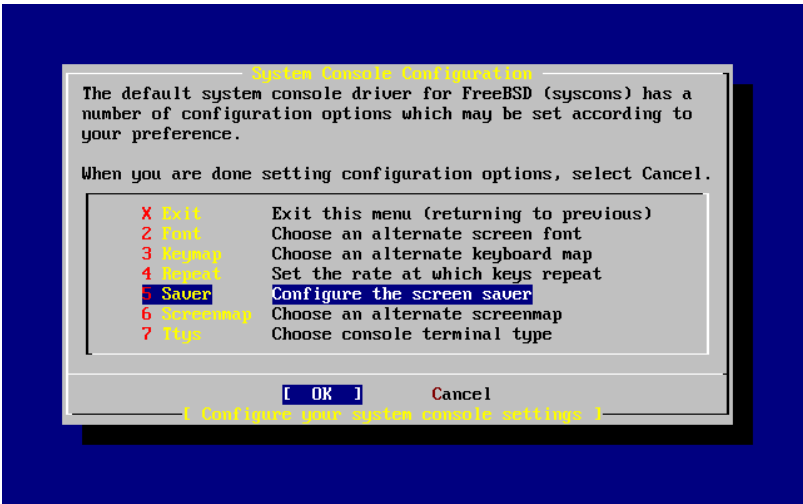 System Console Configuration
The default system console driver for FreeBSD (syscons) has a
number of configuration options which may be set according to
your preference.
When you are done setting configuration options, select Cancel.
X Exit Exit this menu (returning to previous)
2 Font Choose an alternate screen font
3 Keymap Choose an alternate keyboard map
4 Repeat Set the rate at which keys repeat
5 Saver Configure the screen saver
6 Screenmap Choose an alternate screenmap
7 Ttys Choose console terminal type
[ OK ] Cancel
[ Configure your system console settings ]